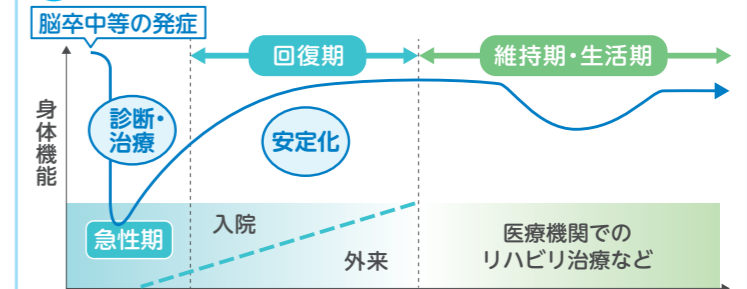 脳卒中等の発症
回復期
維持期・生活期
身体機能
診断・
治療
安定化
急性期
入院
外来
医療機関での
リハビリ治療など